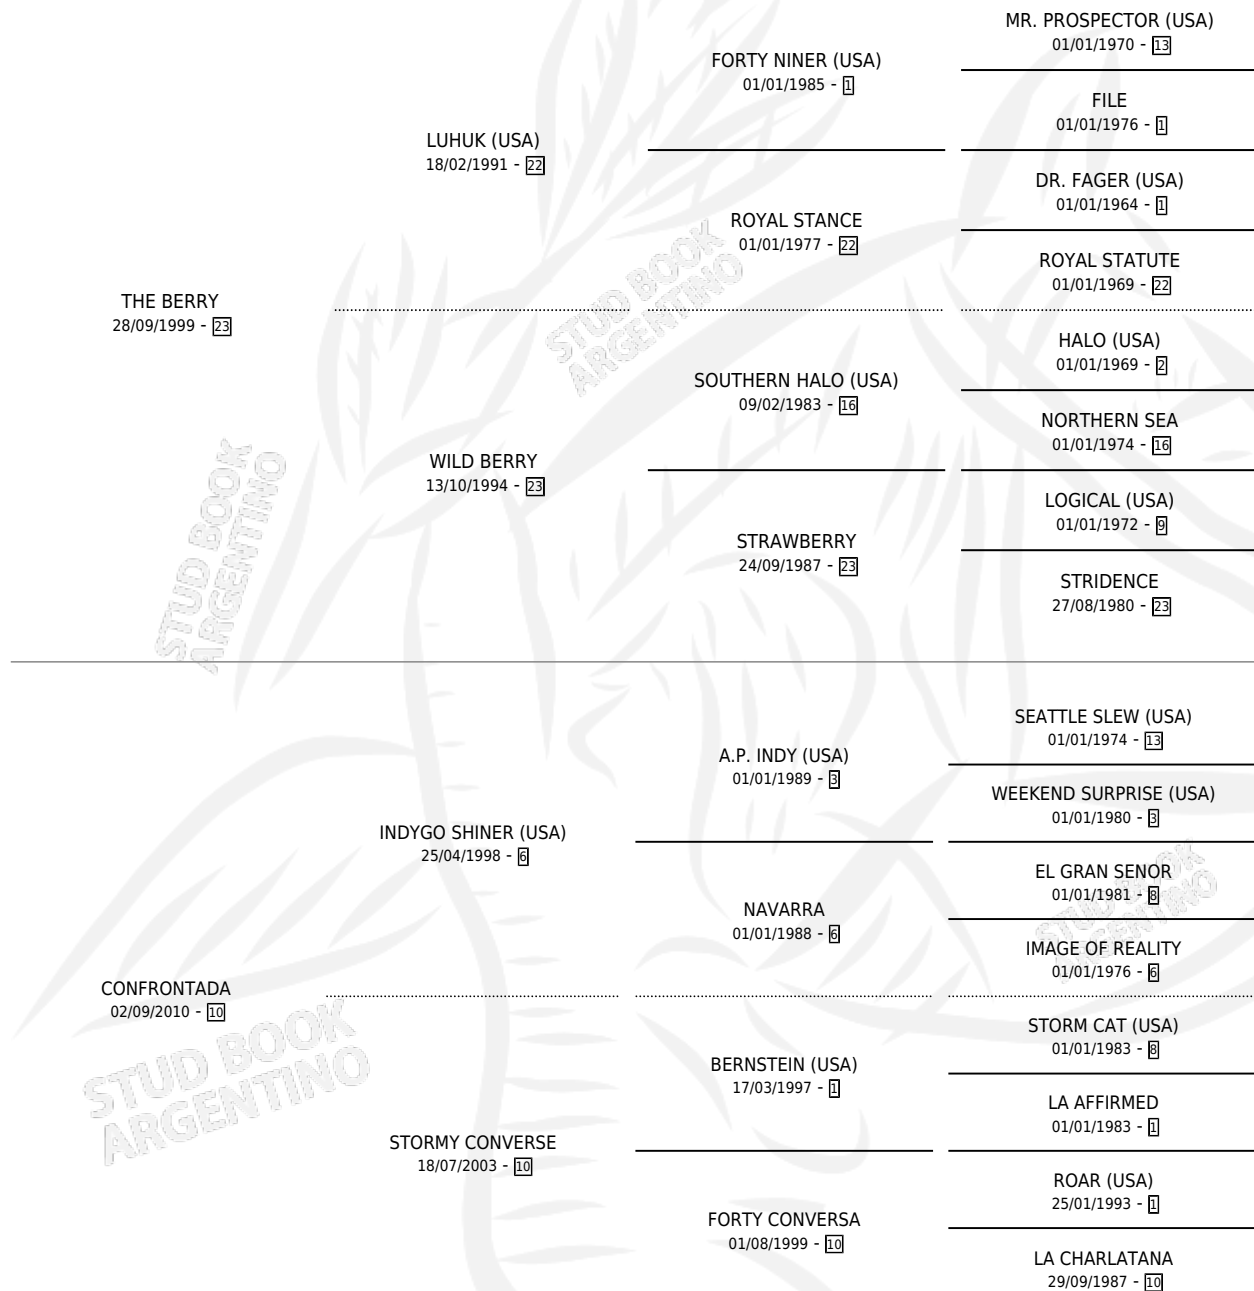 MR. PROSPECTOR (USA)
01/01/1970 - 13
FORTY NINER (USA)
01/01/1985 - 1
FILE
01/01/1976 - 1
LUHUK (USA)
18/02/1991 - 22
DR. FAGER (USA)
01/01/1964 - 1
ROYAL STANCE
01/01/1977 - 22
ROYAL STATUTE
01/01/1969 - 22
THE BERRY
28/09/1999 - 23
HALO (USA)
01/01/1969 - 2
SOUTHERN HALO (USA)
09/02/1983 - 16
NORTHERN SEA
01/01/1974 - 16
WILD BERRY
13/10/1994 - 23
LOGICAL (USA)
01/01/1972 - 9
STRAWBERRY
24/09/1987 - 23
STRIDENCE
27/08/1980 - 23
SEATTLE SLEW (USA)
01/01/1974 - 13
A.P. INDY (USA)
01/01/1989 - 3
WEEKEND SURPRISE (USA)
01/01/1980 - 3
INDYGO SHINER (USA)
25/04/1998 - 6
EL GRAN SENOR
01/01/1981 - 8
NAVARRA
01/01/1988 - 6
IMAGE OF REALITY
01/01/1976 - 6
CONFRONTADA
02/09/2010 - 10
STORM CAT (USA)
01/01/1983 - 8
BERNSTEIN (USA)
17/03/1997 - 1
LA AFFIRMED
01/01/1983 - 1
STORMY CONVERSE
18/07/2003 - 10
ROAR (USA)
25/01/1993 - 1
FORTY CONVERSA
01/08/1999 - 10
LA CHARLATANA
29/09/1987 - 10
STUD BOOK
ARGENTINO
STUD BOOK
ARGENTINO
STUD BOOK
ARGENTINO
STUD BOOK
ARGENTINO